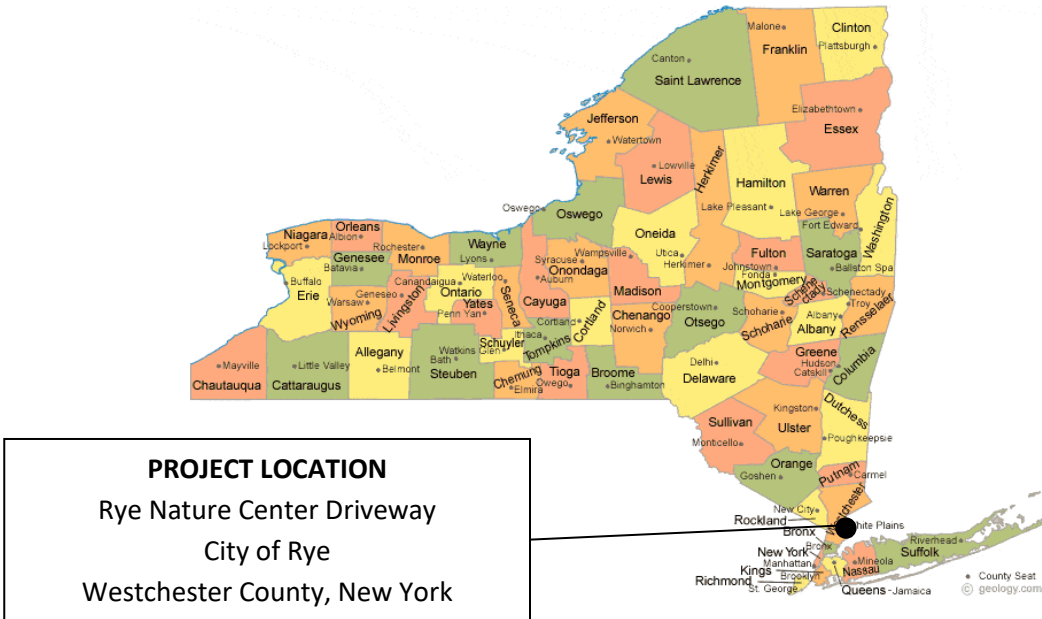 Malone
Clinton
Plattsburgh
Franklin
Canton
Saint Lawrence
Elizabethtown
Essex
Jefferson
Watertown
Lowville
Lewis
Herkimer
Hamilton
Lake Pleasant
Warren
Lake George
Fort Edward
Washington
Oswego
Oswego
Oneida
Utica
Herkimer
Fulton
Johnstown
Fonda
Montgomery
Saratoga
Ballston Spa
Niagara
Lockport
Orleans
Albion
Genesee
Batavia
Rochester
Monroe
Wayne
Lyons
Syracuse
Onondaga
Wampsville
Madison
Buffalo
Erie
Warsaw
Wyoming
Geneseo
Livingston
Canandaigua
Ontario
Waterloo
Yates
Penn Yan
Seneca
Auburn
Cayuga
Cortland
Cortland
Chenango
Norwich
Cooperstown
Otsego
Schoharie
Schoharie
Schene
ctady
Schenectady
Troy
Albany
Albany
Rensselaer
Mayville
Chautauqua
Little Valley
Cattaraugus
Allegany
Belmont
Bath
Steuben
Watkins Glen
Schuyler
Ithaca
Tompkins
Chemung
Elmira
Tioga
Owego
Broome
Binghamton
Delhi
Delaware
Greene
Hudson
Catskill
Columbia
Sullivan
Monticello
Kingston
Ulster
Dutchess
Poughkeepsie
Orange
Goshen
Putnam
Carmel
New City
Rockland
Westchester
hite Plains
Bronx
Bronx
New York
Manhattan
Kings
Brooklyn
Richmond
St. George
Queens - Jamaica
Mineola
Nassau
Riverhead
Suffolk
County Seat
© geology.com
PROJECT LOCATION
Rye Nature Center Driveway
City of Rye
Westchester County, New York